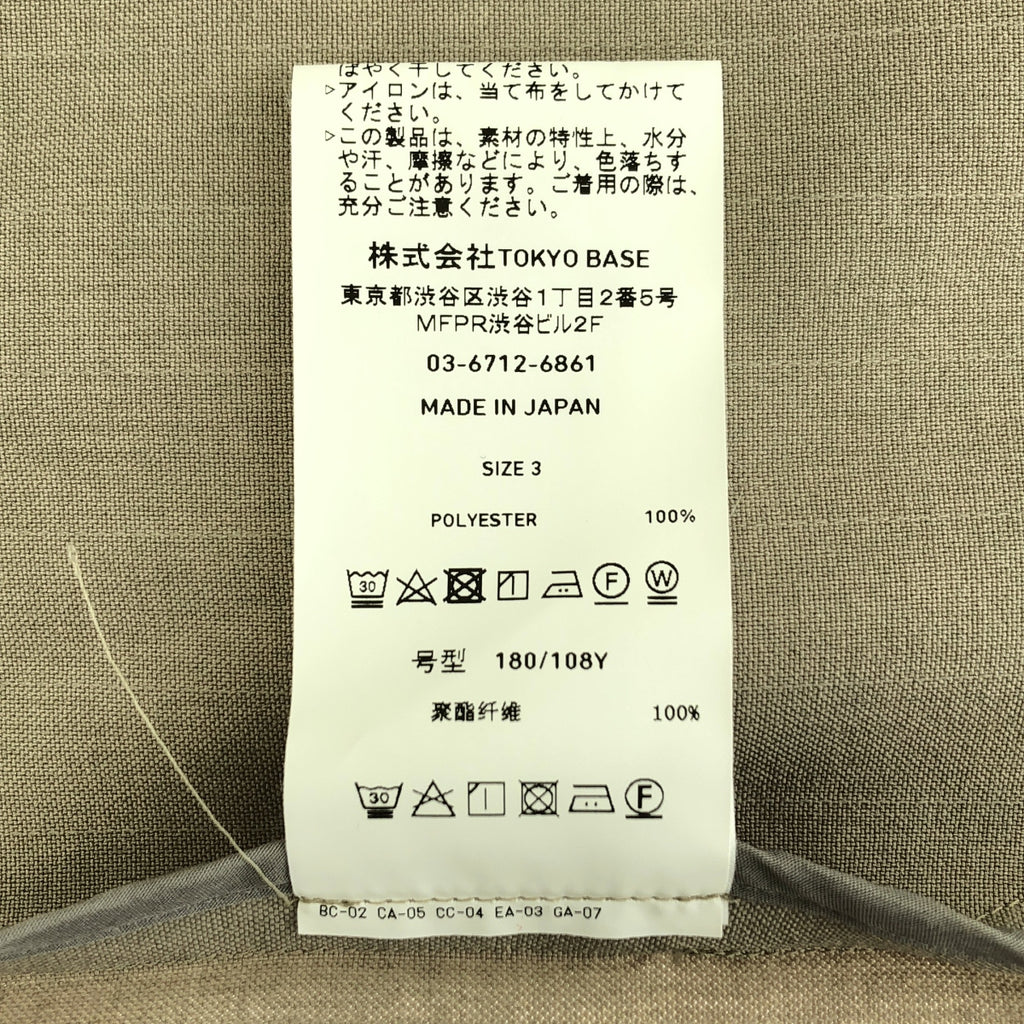 ばやく干してください。
▷アイロンは、当て布をしてかけて
ください。
▷この製品は、素材の特性上、水分
や汗、摩擦などにより、色落ちす
ることがあります。ご着用の際は、
充分ご注意ください。
株式会社TOKYO BASE
東京都渋谷区渋谷1丁目2番5号
MFPR渋谷ビル2F
03-6712-6861
MADE IN JAPAN
SIZE 3
POLYESTER 100%
30 F W
号型 180/108Y
聚酯纤维 100%
30 F
BC-02 CA-05 CC-04 EA-03 GA-07